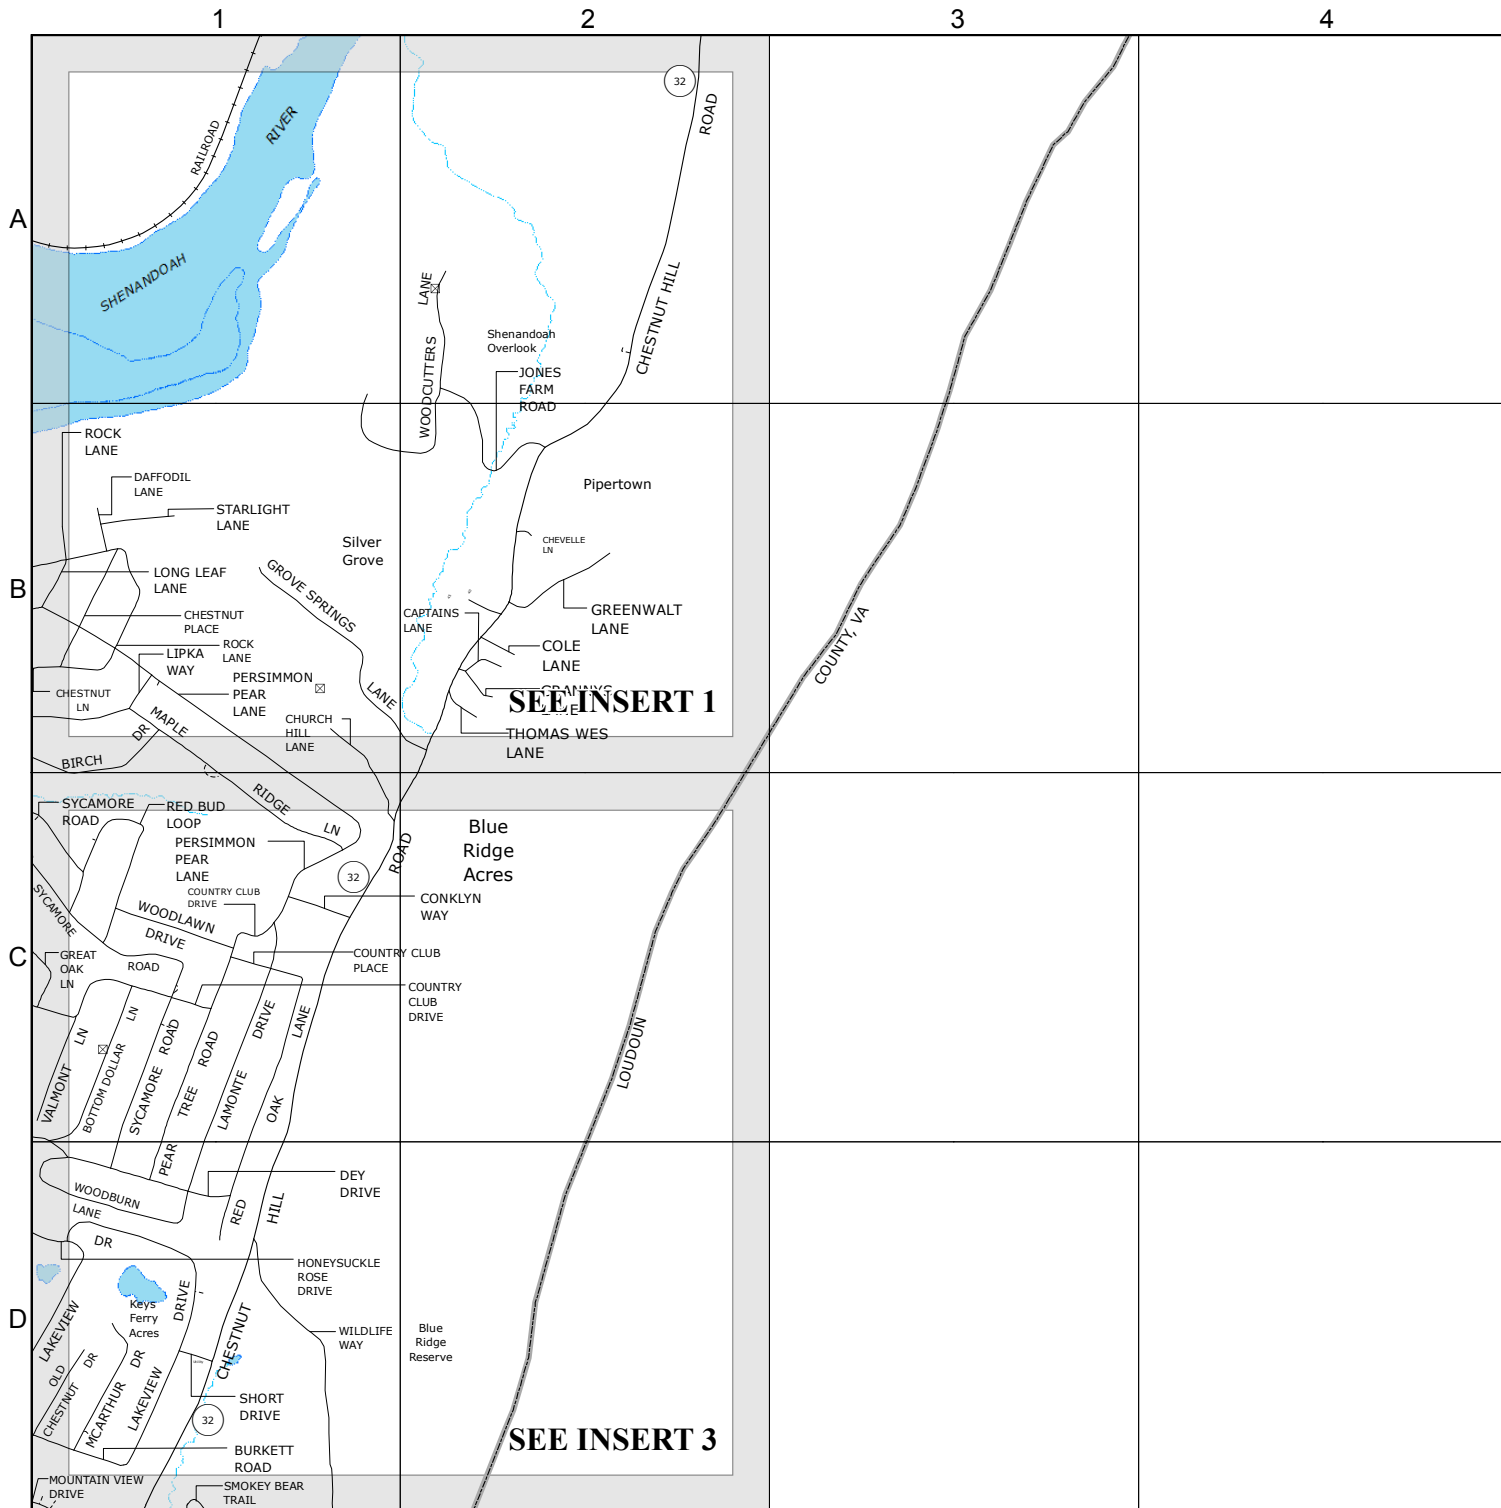 1
2
3
4
A
B
C
D
32
ROAD
RAILROAD
RIVER
SHENANDOAH
LANE
WOODCUTTERS
Shenandoah
Overlook
CHESTNUT HILL
JONES
FARM
ROAD
ROCK
LANE
DAFFODIL
LANE
STARLIGHT
LANE
Pipertown
Silver
Grove
CHEVELLE
LN
LONG LEAF
LANE
GROVE SPRINGS
LANE
CHESTNUT
PLACE
CAPTAINS
LANE
GREENWALT
LANE
ROCK
LANE
LIPKA
WAY
COLE
LANE
PERSIMMON
PEAR
LANE
GRANNYS
LANE
SEE INSERT 1
CHESTNUT
LN
MAPLE
RIDGE
LN
CHURCH
HILL
LANE
THOMAS WES
LANE
BIRCH
DR
COUNTY, VA
SYCAMORE
ROAD
RED BUD
LOOP
PERSIMMON
PEAR
LANE
ROAD
32
Blue
Ridge
Acres
COUNTRY CLUB
DRIVE
CONKLYN
WAY
SYCAMORE
WOODLAWN
DRIVE
GREAT
OAK
LN
ROAD
COUNTRY CLUB
PLACE
COUNTRY
CLUB
DRIVE
VALMONT
LN
BOTTOM DOLLAR
LN
SYCAMORE
ROAD
PEAR
TREE
ROAD
LAMONTE
DRIVE
RED
OAK
LANE
LOUDOUN
DEY
DRIVE
WOODBURN
LANE
HILL
DR
HONEYSUCKLE
ROSE
DRIVE
Keys
Ferry
Acres
DRIVE
LAKEVIEW
CHESTNUT
WILDLIFE
WAY
Blue
Ridge
Reserve
OLD
CHESTNUT
DR
MCARTHUR
DR
LAKEVIEW
SHORT
DRIVE
32
SEE INSERT 3
BURKETT
ROAD
MOUNTAIN VIEW
DRIVE
SMOKEY BEAR
TRAIL